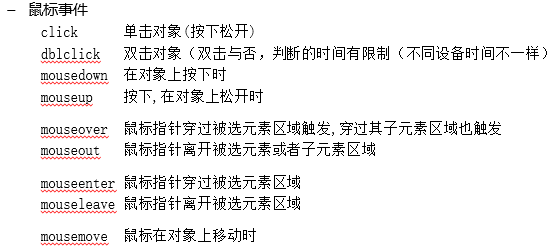 – 鼠标事件
click 单击对象(按下松开)
dblclick 双击对象（双击与否，判断的时间有限制（不同设备时间不一样）
mousedown 在对象上按下时
mouseup 按下,在对象上松开时
mouseover 鼠标指针穿过被选元素区域触发,穿过其子元素区域也触发
mouseout 鼠标指针离开被选元素或者子元素区域
mouseenter 鼠标指针穿过被选元素区域
mouseleave 鼠标指针离开被选元素区域
mousemove 鼠标在对象上移动时